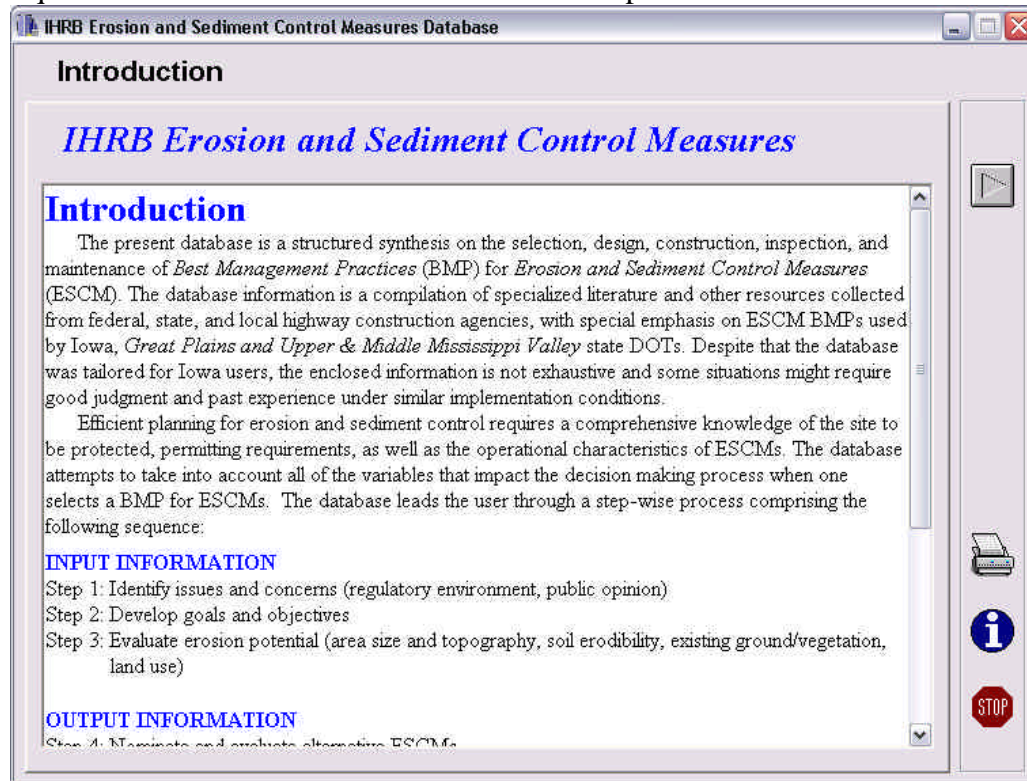 IHRB Erosion and Sediment Control Measures Database
Introduction
IHRB Erosion and Sediment Control Measures
Introduction
The present database is a structured synthesis on the selection, design, construction, inspection, and
maintenance of Best Management Practices (BMP) for Erosion and Sediment Control Measures
(ESCM). The database information is a compilation of specialized literature and other resources collected
from federal, state, and local highway construction agencies, with special emphasis on ESCM BMPs used
by Iowa, Great Plains and Upper & Middle Mississippi Valley state DOTs. Despite that the database
was tailored for Iowa users, the enclosed information is not exhaustive and some situations might require
good judgment and past experience under similar implementation conditions.
Efficient planning for erosion and sediment control requires a comprehensive knowledge of the site to
be protected, permitting requirements, as well as the operational characteristics of ESCMs. The database
attempts to take into account all of the variables that impact the decision making process when one
selects a BMP for ESCMs. The database leads the user through a step-wise process comprising the
following sequence:
INPUT INFORMATION
Step 1: Identify issues and concerns (regulatory environment, public opinion)
Step 2: Develop goals and objectives
Step 3: Evaluate erosion potential (area size and topography, soil erodibility, existing ground/vegetation,
land use)
OUTPUT INFORMATION
Step 4: Nominate and evaluate alternative ESCMs
STOP